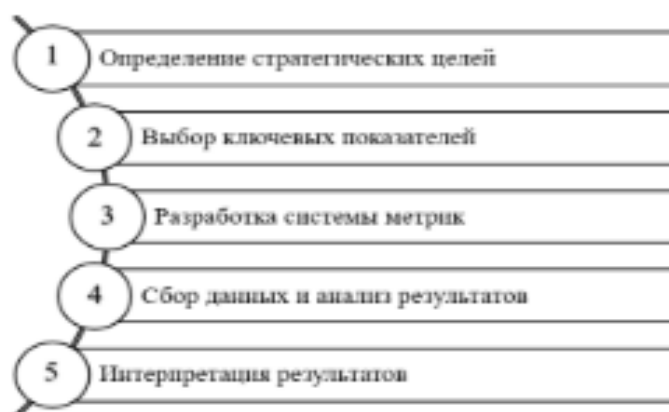 1 Определение стратегических целей
2 Выбор ключевых показателей
3 Разработка системы метрик
4 Сбор данных и анализ результатов
5 Интерпретация результатов